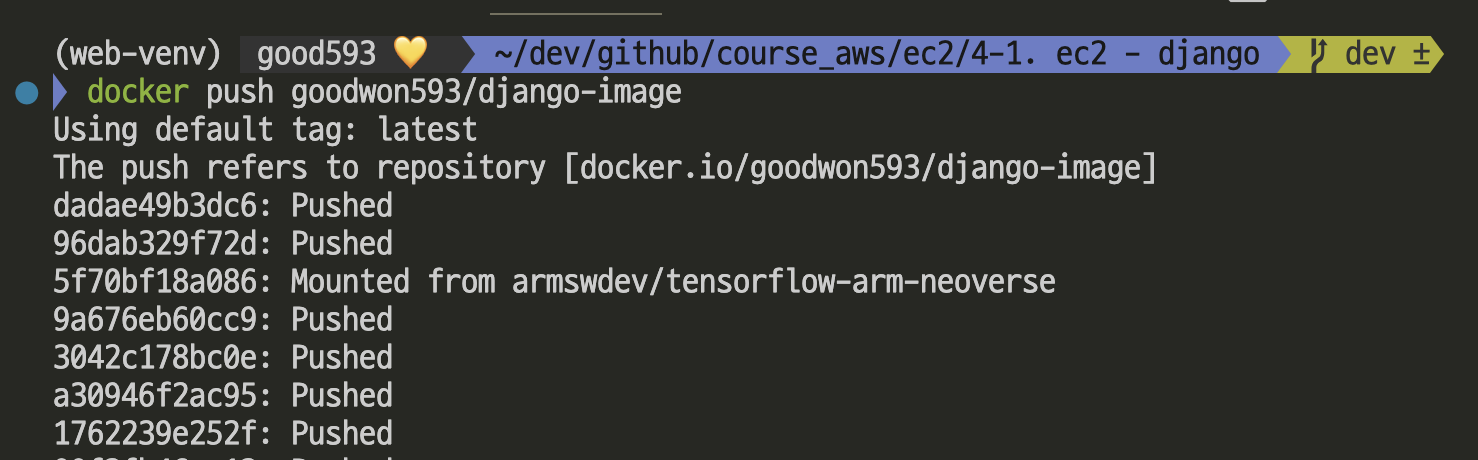 (web-venv) good593 💛 ~/dev/github/course_aws/ec2/4-1. ec2 - django dev ±
docker push goodwon593/django-image
Using default tag: latest
The push refers to repository [docker.io/goodwon593/django-image]
dadae49b3dc6: Pushed
96dab329f72d: Pushed
5f70bf18a086: Mounted from armswdev/tensorflow-arm-neoverse
9a676eb60cc9: Pushed
3042c178bc0e: Pushed
a30946f2ac95: Pushed
1762239e252f: Pushed